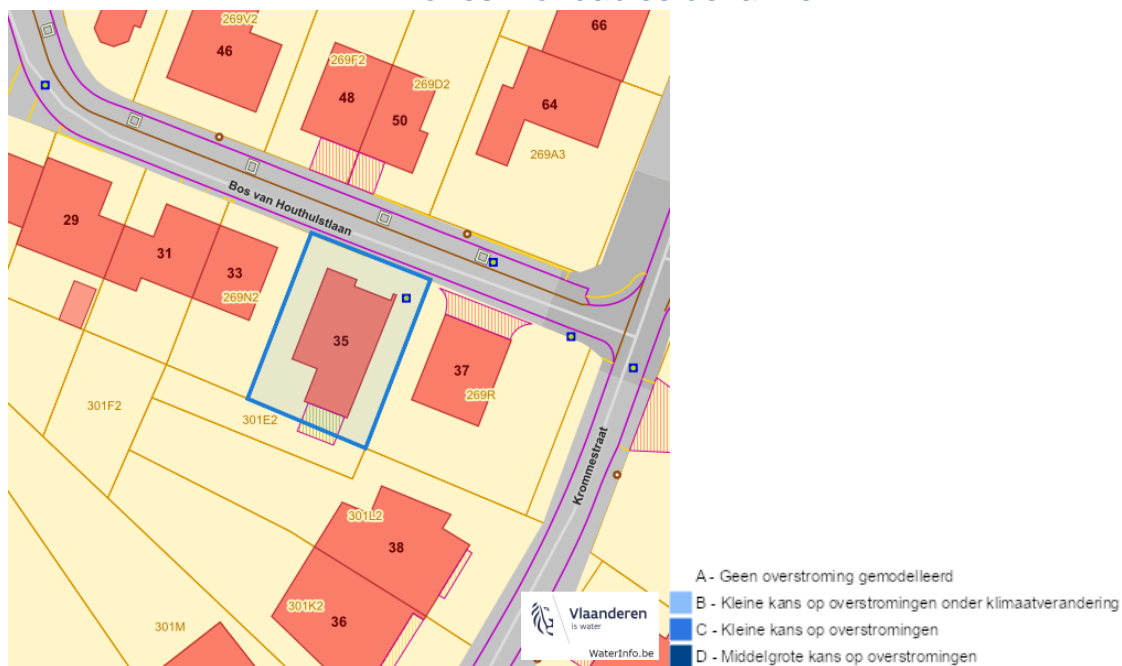 269V2
46
269F2
48
269D2
50
66
64
269A3
Bos van Houthulstlaan
29
31
33
269N2
35
37
269R
301F2
301E2
Krommestraat
301L2
38
301K2
36
301M
Vlaanderen
is water
WaterInfo.be
A - Geen overstroming gemodelleerd
B - Kleine kans op overstromingen onder klimaatverandering
C - Kleine kans op overstromingen
D - Middelgrote kans op overstromingen